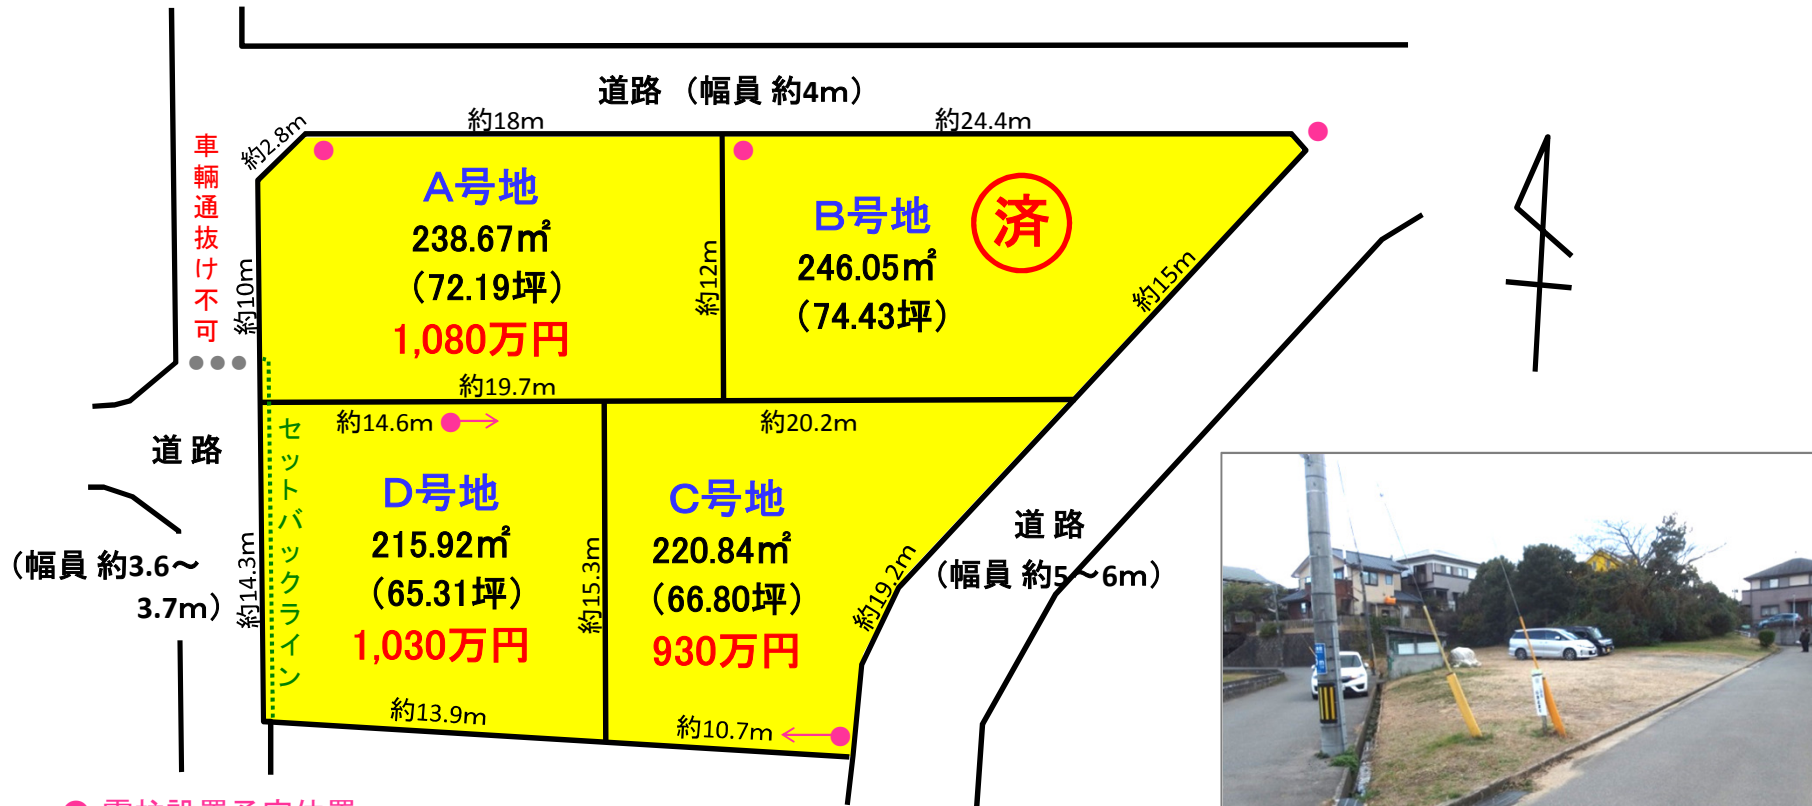 道路 （幅員 約4m）
約2.8m
約18m
約24.4m
車輛通抜け不可
A号地
238.67㎡
（72.19坪）
1,080万円
B号地
246.05㎡
（74.43坪）
済
約10m
約12m
約15m
約19.7m
約14.6m
約20.2m
道 路
（幅員 約3.6～
3.7m）
セットバックライン
D号地
215.92㎡
（65.31坪）
1,030万円
C号地
220.84㎡
（66.80坪）
930万円
道 路
（幅員 約5～6m）
約14.3m
約15.3m
約19.2m
約13.9m
約10.7m